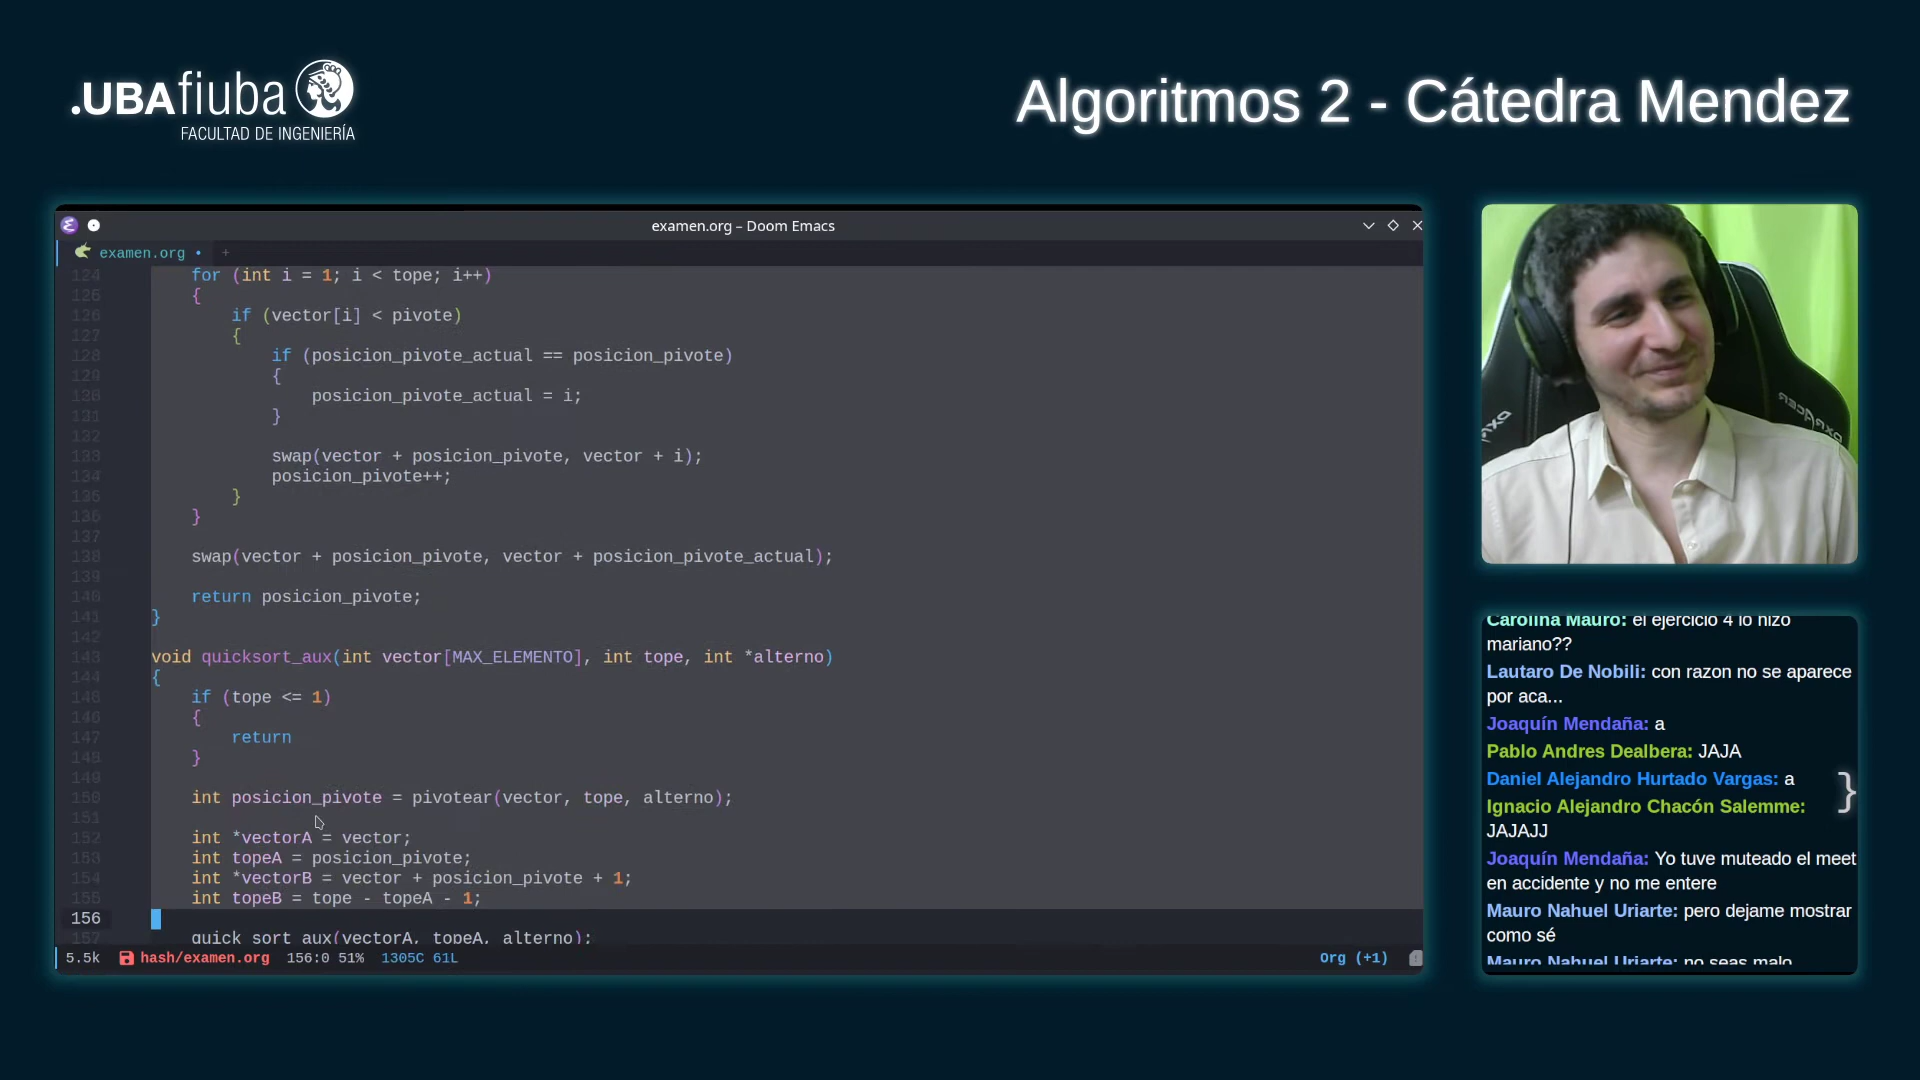 .UBAfiuba
FACULTAD DE INGENIERÍA
Algoritmos 2 - Cátedra Mendez
examen.org – Doom Emacs
examen.org • +
124 for (int i = 1; i < tope; i++)
125 {
126 if (vector[i] < pivote)
127 {
128 if (posicion_pivote_actual == posicion_pivote)
129 {
130 posicion_pivote_actual = i;
131 }
132
133 swap(vector + posicion_pivote, vector + i);
134 posicion_pivote++;
135 }
136 }
137
138 swap(vector + posicion_pivote, vector + posicion_pivote_actual);
139
140 return posicion_pivote;
141 }
142
143 void quicksort_aux(int vector[MAX_ELEMENTO], int tope, int *alterno)
144 {
145 if (tope <= 1)
146 {
147 return
148 }
149
150 int posicion_pivote = pivotear(vector, tope, alterno);
151
152 int *vectorA = vector;
153 int topeA = posicion_pivote;
154 int *vectorB = vector + posicion_pivote + 1;
155 int topeB = tope - topeA - 1;
156
157 quick_sort_aux(vectorA, topeA, alterno);
5.5k hash/examen.org 156:0 51% 1305C 61L Org (+1)
DXRACER
Carolina Mauro: el ejercicio 4 lo hizo
mariano??
Lautaro De Nobili: con razon no se aparece
por aca...
Joaquín Mendaña: a
Pablo Andres Dealbera: JAJA
Daniel Alejandro Hurtado Vargas: a
Ignacio Alejandro Chacón Salemme:
JAJAJJ
}
Joaquín Mendaña: Yo tuve muteado el meet
en accidente y no me entere
Mauro Nahuel Uriarte: pero dejame mostrar
como sé
Mauro Nahuel Uriarte: no seas malo